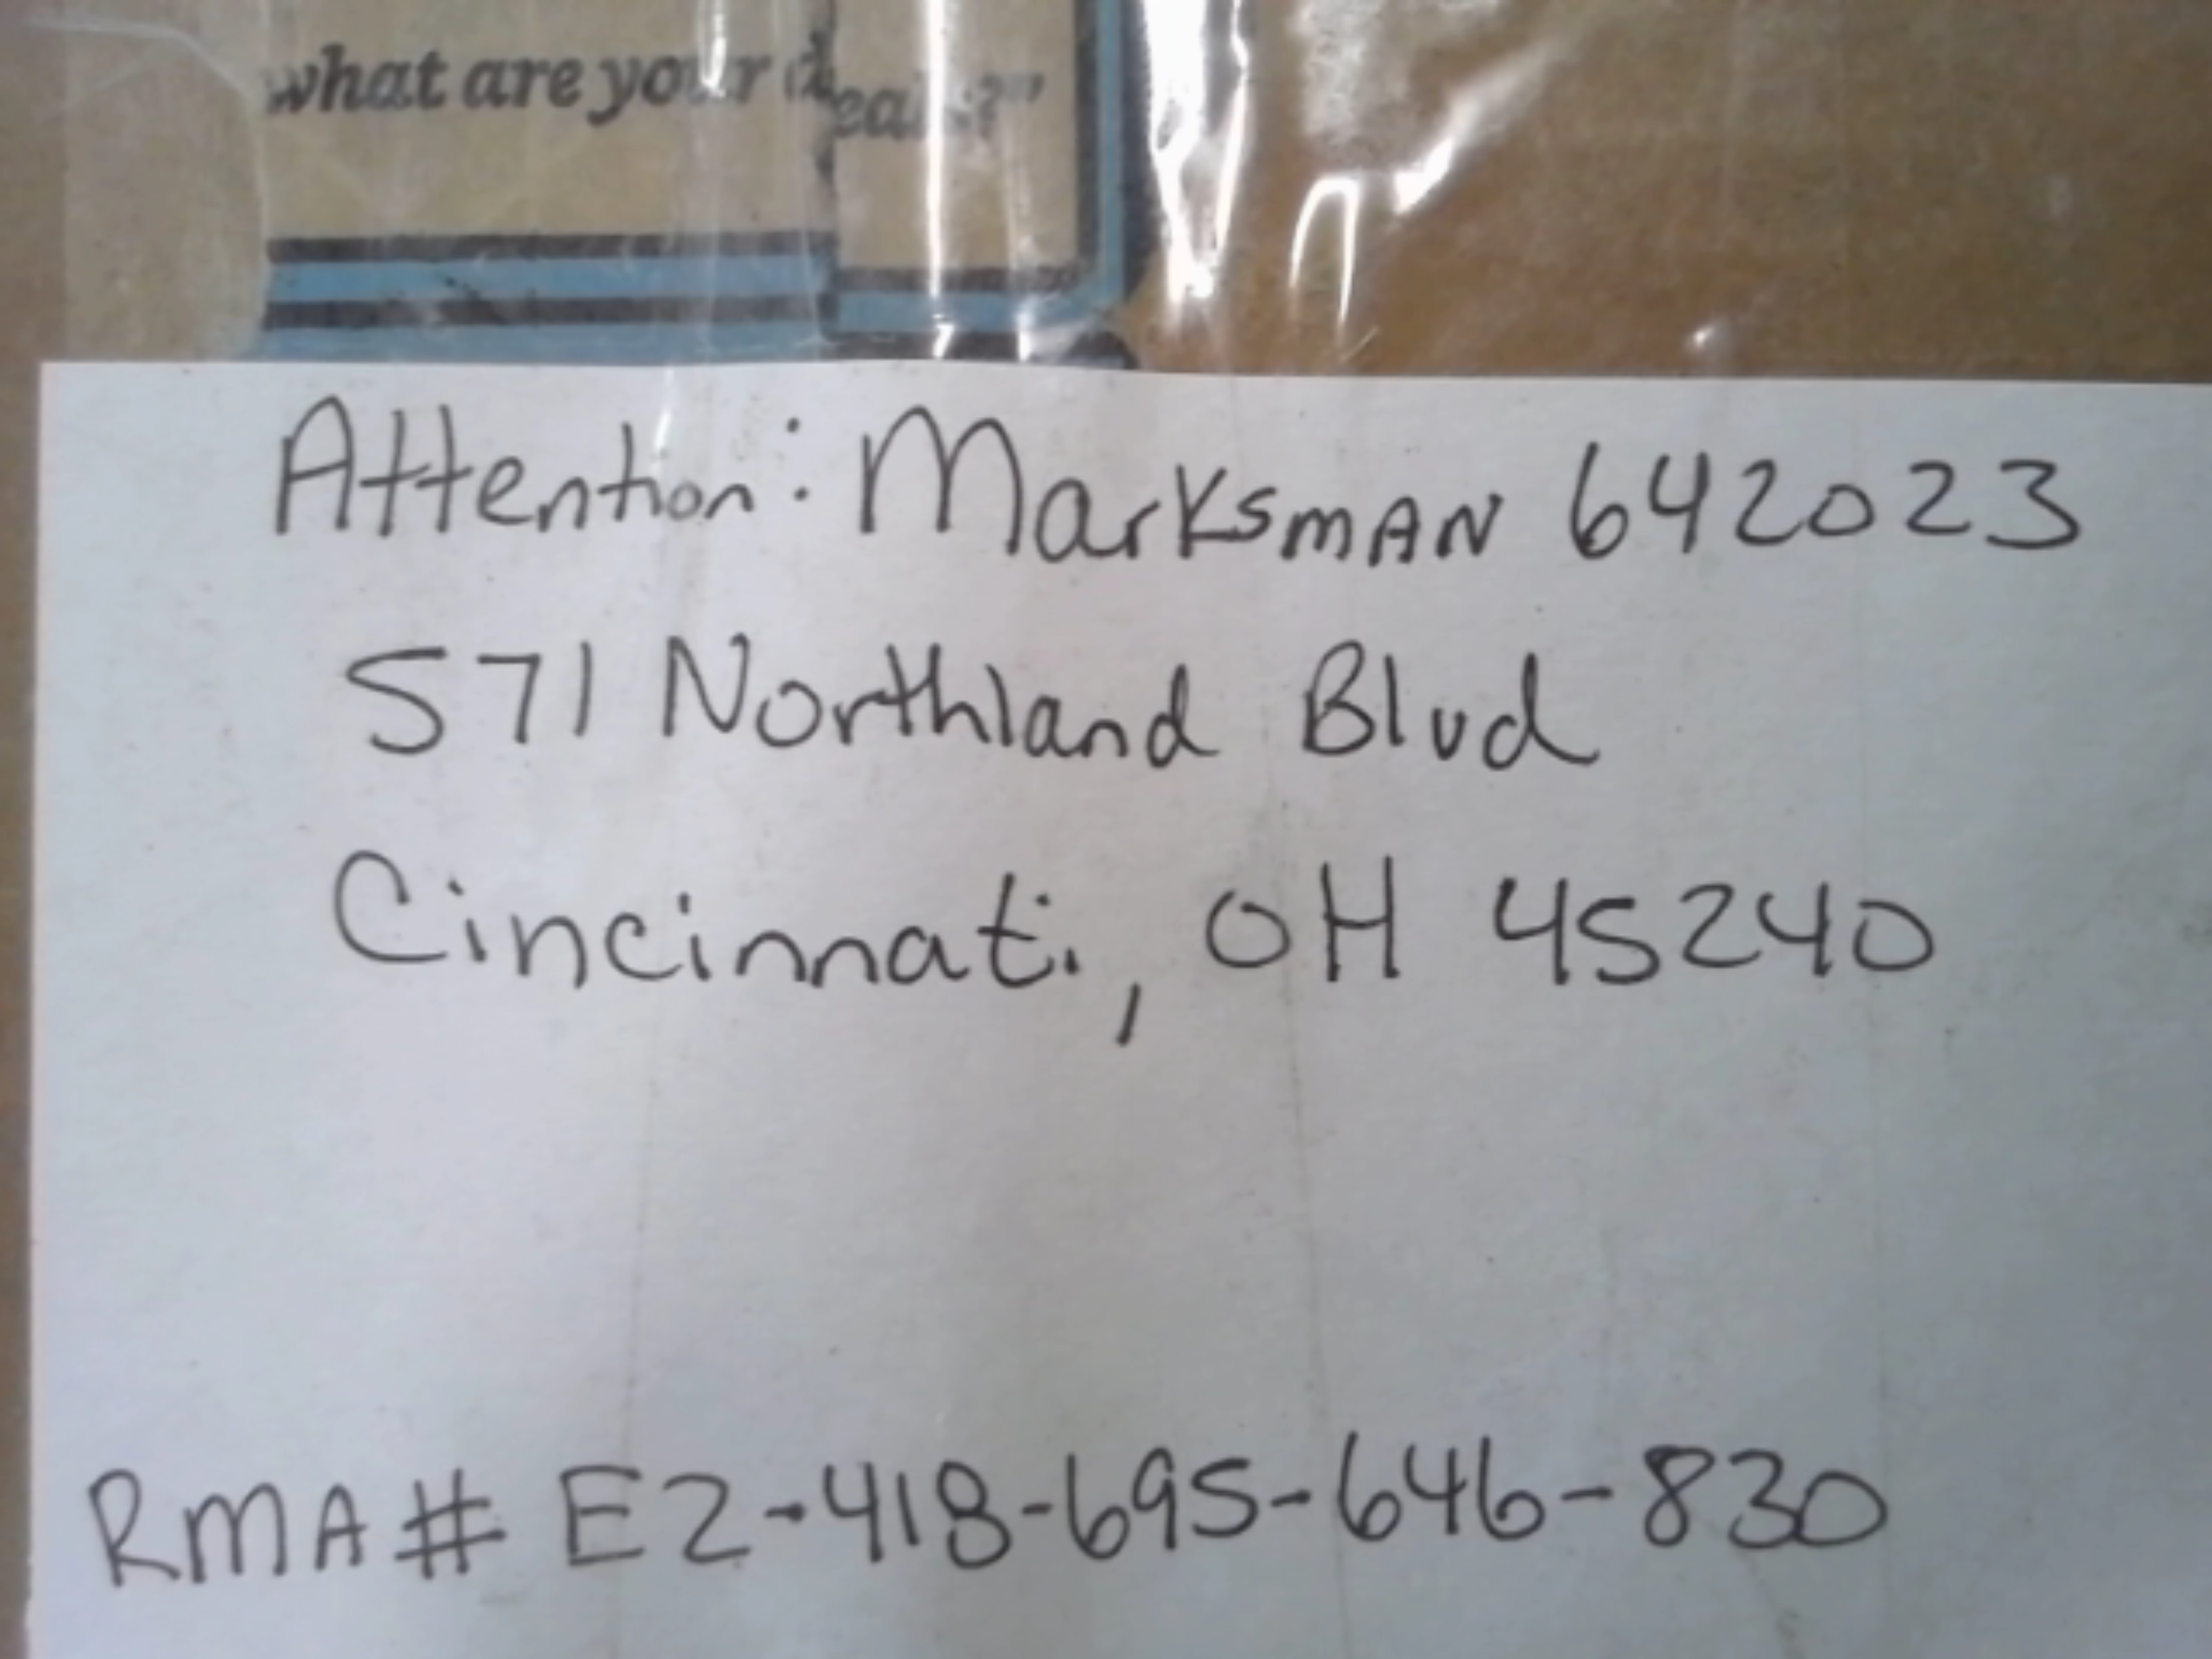 what are your
Attention: Marksman 642023
571 Northland Blvd
Cincinnati, OH 45240
RMA# E2-418-695-646-830